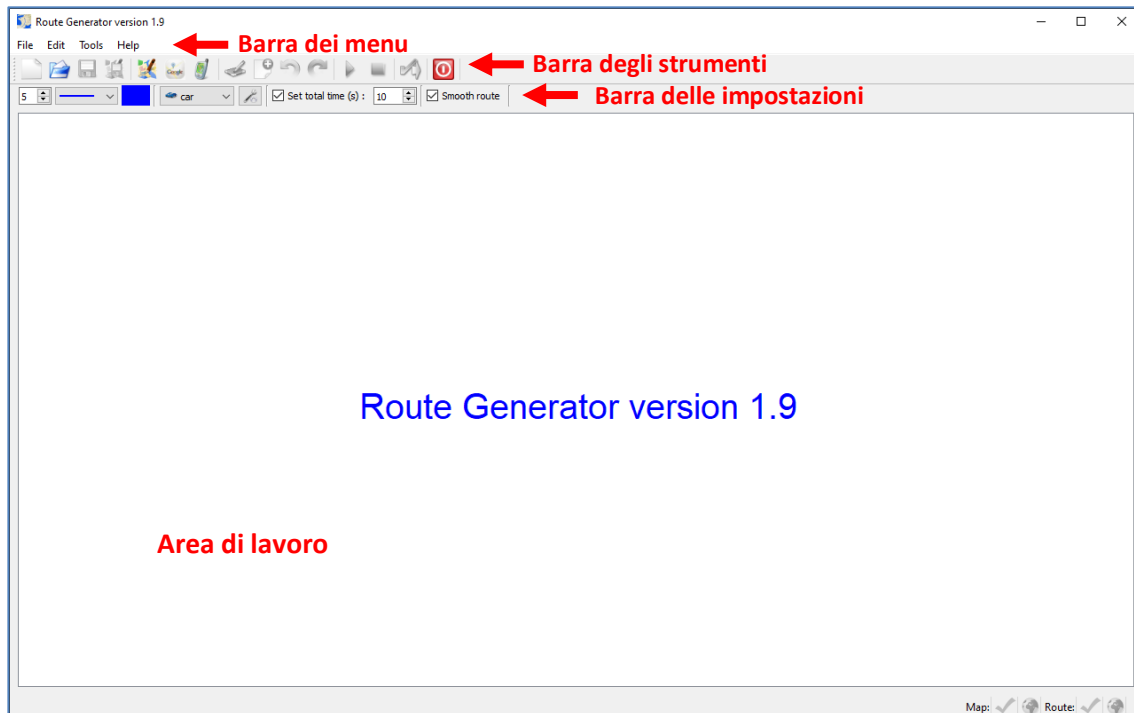 Route Generator version 1.9
File Edit Tools Help
Barra dei menu
Google
Barra degli strumenti
5 car Set total time (s) : 10 Smooth route
Barra delle impostazioni
Route Generator version 1.9
Area di lavoro
Map: Route: